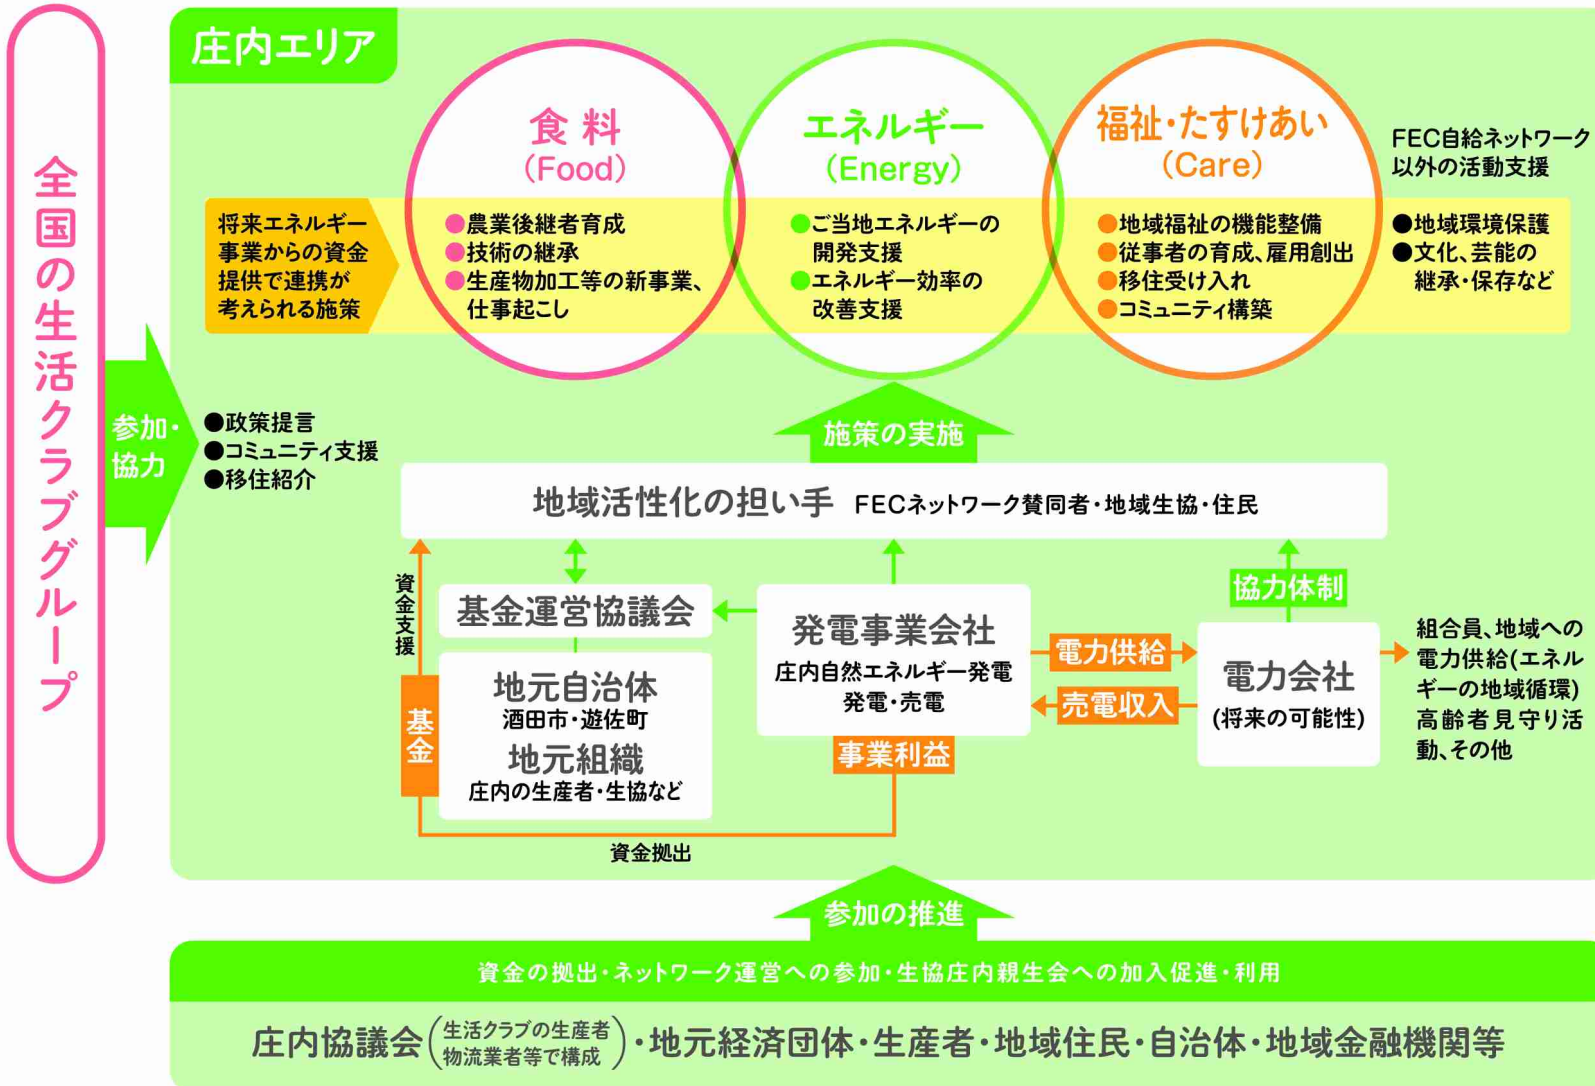 全国の生活クラブグループ
参加・
協力
庄内エリア
食料
(Food)
エネルギー
(Energy)
福祉・たすけあい
(Care)
FEC自給ネットワーク
以外の活動支援
将来エネルギー
事業からの資金
提供で連携が
考えられる施策
●農業後継者育成
●技術の継承
●生産物加工等の新事業、
仕事起こし
●ご当地エネルギーの
開発支援
●エネルギー効率の
改善支援
●地域福祉の機能整備
●従事者の育成、雇用創出
●移住受け入れ
●コミュニティ構築
●地域環境保護
●文化、芸能の
継承・保存など
●政策提言
●コミュニティ支援
●移住紹介
施策の実施
地域活性化の担い手 FECネットワーク賛同者・地域生協・住民
資金支援
基金
基金運営協議会
地元自治体
酒田市・遊佐町
地元組織
庄内の生産者・生協など
発電事業会社
庄内自然エネルギー発電
発電・売電
事業利益
資金拠出
電力供給
売電収入
協力体制
電力会社
(将来の可能性)
組合員、地域への
電力供給(エネル
ギーの地域循環)
高齢者見守り活
動、その他
参加の推進
資金の拠出・ネットワーク運営への参加・生協庄内親生会への加入促進・利用
庄内協議会(生活クラブの生産者
物流業者等で構成)・地元経済団体・生産者・地域住民・自治体・地域金融機関等